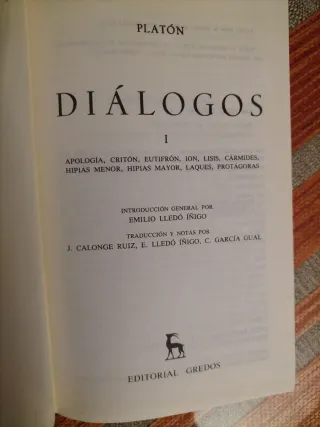 PLATÓN
DIÁLOGOS
I
APOLOGÍA, CRITÓN, EUTIFRÓN, ION, LISIS, CÁRMIDES,
HIPIAS MENOR, HIPIAS MAYOR, LAQUES, PROTÁGORAS
INTRODUCCIÓN GENERAL POR
EMILIO LLEDÓ ÍÑIGO
TRADUCCIÓN Y NOTAS POR
J. CALONGE RUIZ, E. LLEDÓ ÍÑIGO, C. GARCÍA GUAL
EDITORIAL GREDOS